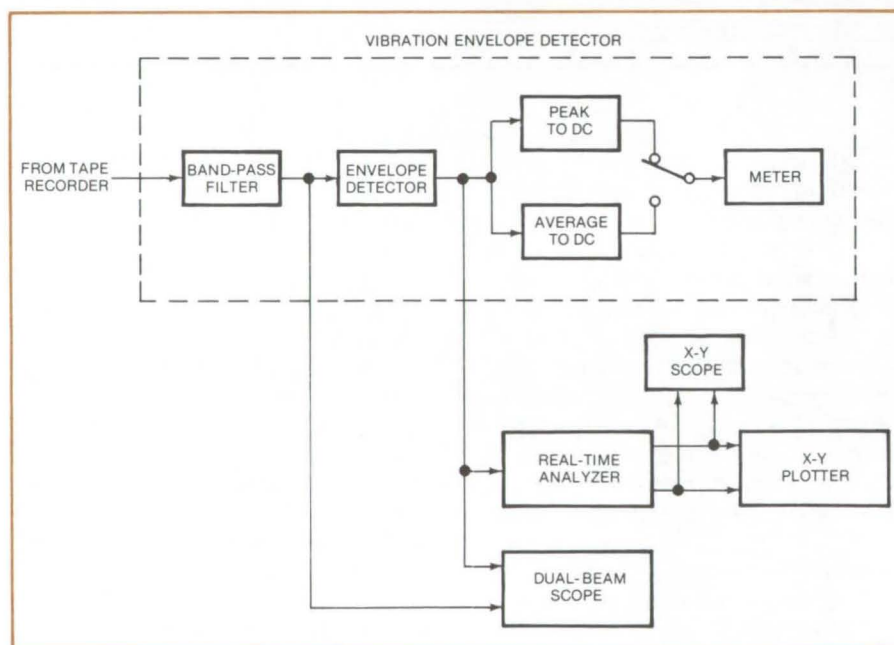 VIBRATION ENVELOPE DETECTOR
PEAK
TO DC
FROM TAPE
RECORDER
BAND-PASS
FILTER
ENVELOPE
DETECTOR
METER
AVERAGE
TO DC
X-Y
SCOPE
REAL-TIME
ANALYZER
X-Y
PLOTTER
DUAL-BEAM
SCOPE